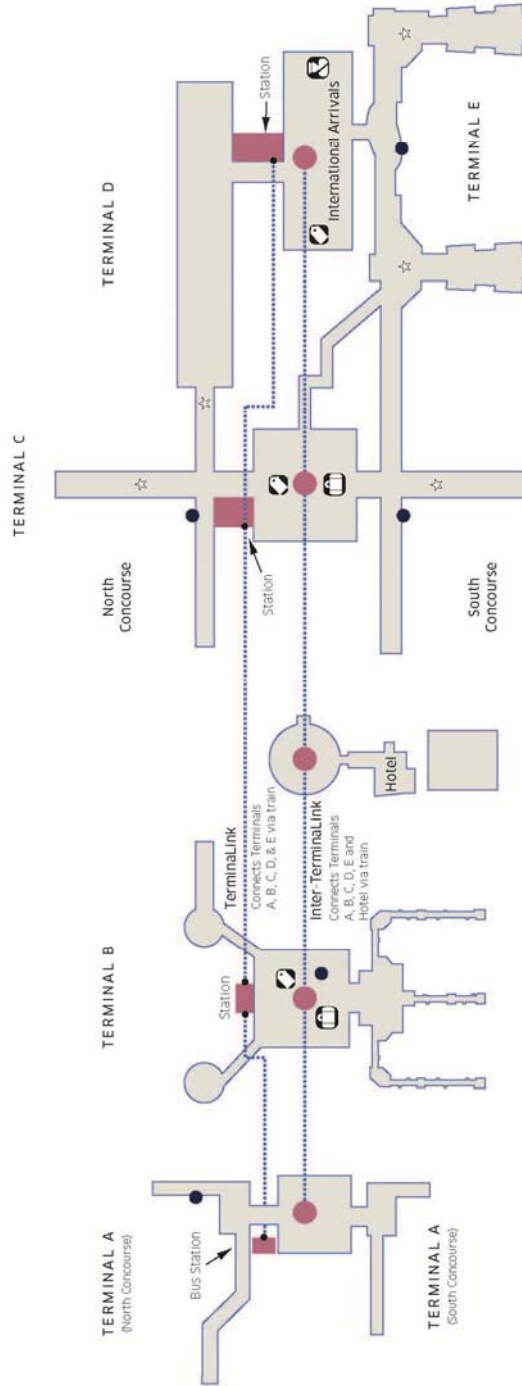 TERMINAL A
(North Concourse)
Bus Station
TERMINAL A
(South Concourse)
TERMINAL B
Station
TerminaLink
Connects Terminals
A, B, C, D, & E via train
Inter-TerminaLink
Connects Terminals
A, B, C, D, E and
Hotel via train
Hotel
TERMINAL C
North
Concourse
Station
South
Concourse
TERMINAL D
Station
International Arrivals
TERMINAL E